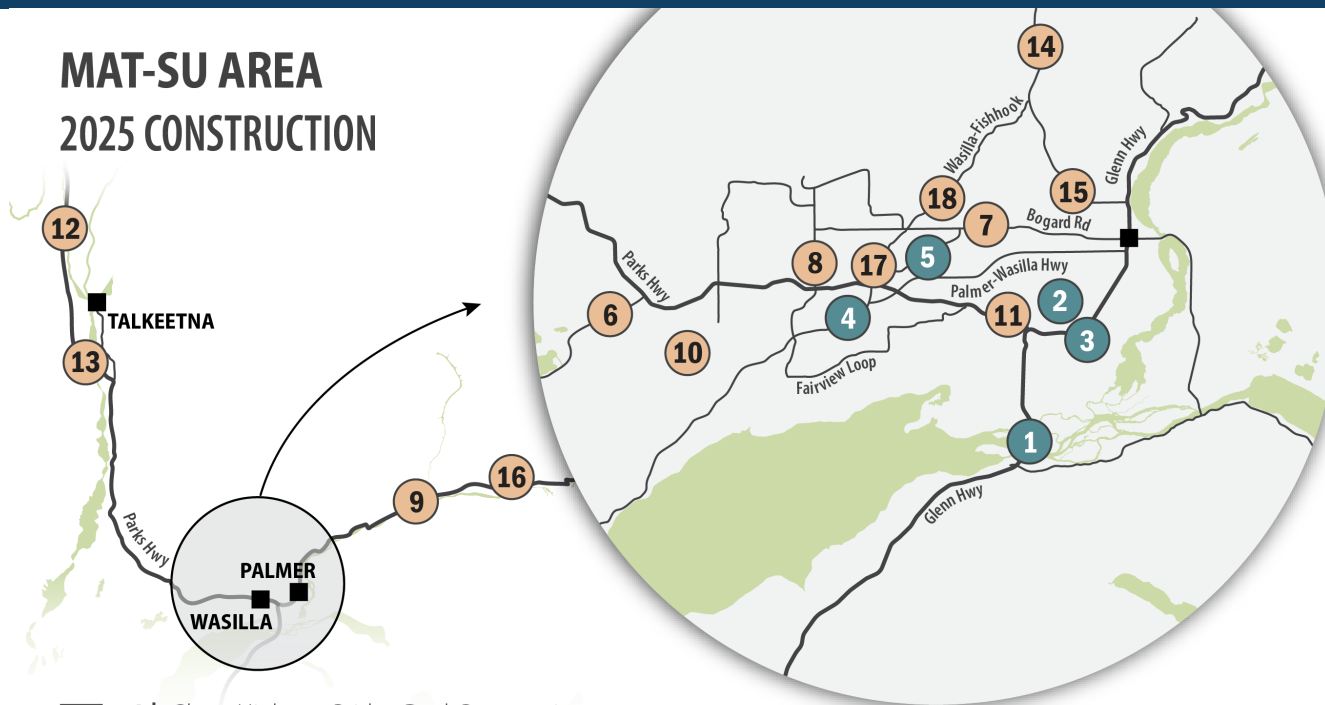 MAT-SU AREA
2025 CONSTRUCTION
12
TALKEETNA
13
Parks Hwy
PALMER
WASILLA
9
16
14
Wasilla-Fishhook
Glenn Hwy
18
15
7
Bogard Rd
5
8
17
Parks Hwy
Palmer-Wasilla Hwy
6
4
11
2
3
10
Fairview Loop
1
Glenn Hwy